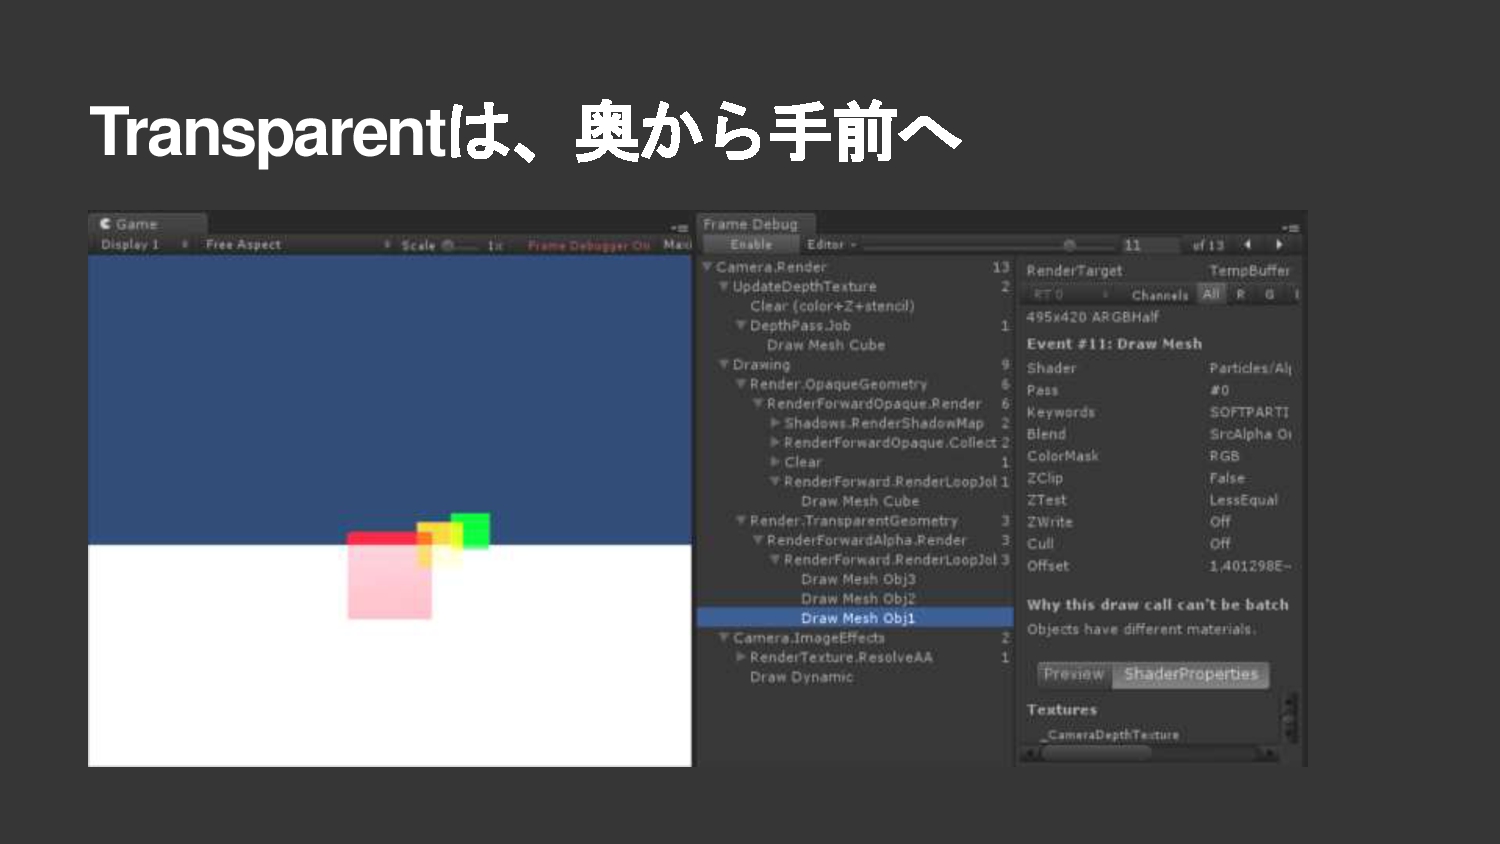 Transparentは、奥から手前へ
Game
Display 1 Free Aspect Scale 1x Frame Debugger On Maxi
Frame Debug
Enable Editor 11 of 13
Camera.Render 13
UpdateDepthTexture 2
Clear (color+Z+stencil)
DepthPass.Job 1
Draw Mesh Cube
Drawing 9
Render.OpaqueGeometry 6
RenderForwardOpaque.Render 6
Shadows.RenderShadowMap 2
RenderForwardOpaque.Collect 2
Clear 1
RenderForward.RenderLoopJol 1
Draw Mesh Cube
Render.TransparentGeometry 3
RenderForwardAlpha.Render 3
RenderForward.RenderLoopJol 3
Draw Mesh Obj3
Draw Mesh Obj2
Draw Mesh Obj1
Camera.ImageEffects 2
RenderTexture.ResolveAA 1
Draw Dynamic
RenderTarget TempBuffer
RT 0 Channels All R G
495x420 ARGBHalf
Event #11: Draw Mesh
Shader Particles/Al
Pass #0
Keywords SOFTPARTI
Blend SrcAlpha O
ColorMask RGB
ZClip False
ZTest LessEqual
ZWrite Off
Cull Off
Offset 1.401298E-
Why this draw call can't be batch
Objects have different materials.
Preview ShaderProperties
Textures
_CameraDepthTexture